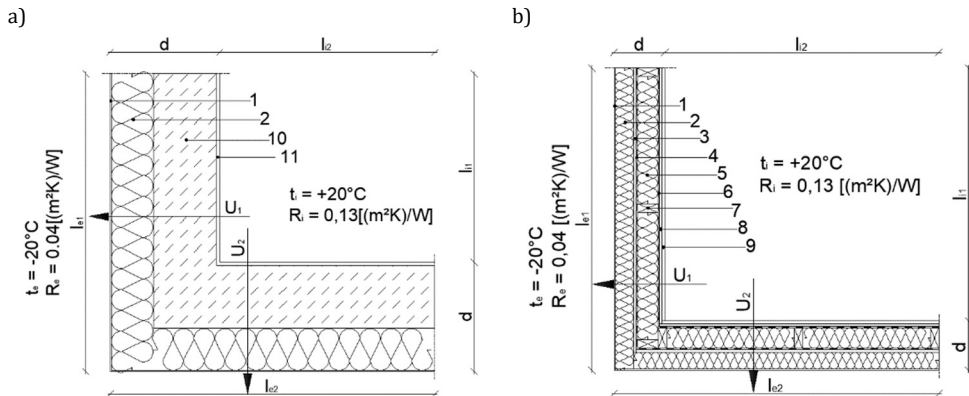 a)
d
li2
1
2
10
11
li1
te = -20°C
Re = 0.04[(m²K)/W]
le1
ti = +20°C
Ri = 0,13[(m²K)/W]
U1
U2
d
le2
b)
d
li2
1
2
3
4
5
6
7
8
9
li1
te = -20°C
Re = 0,04 [(m²K)/W]
le1
ti = +20°C
Ri = 0,13 [(m²K)/W]
U1
U2
d
le2